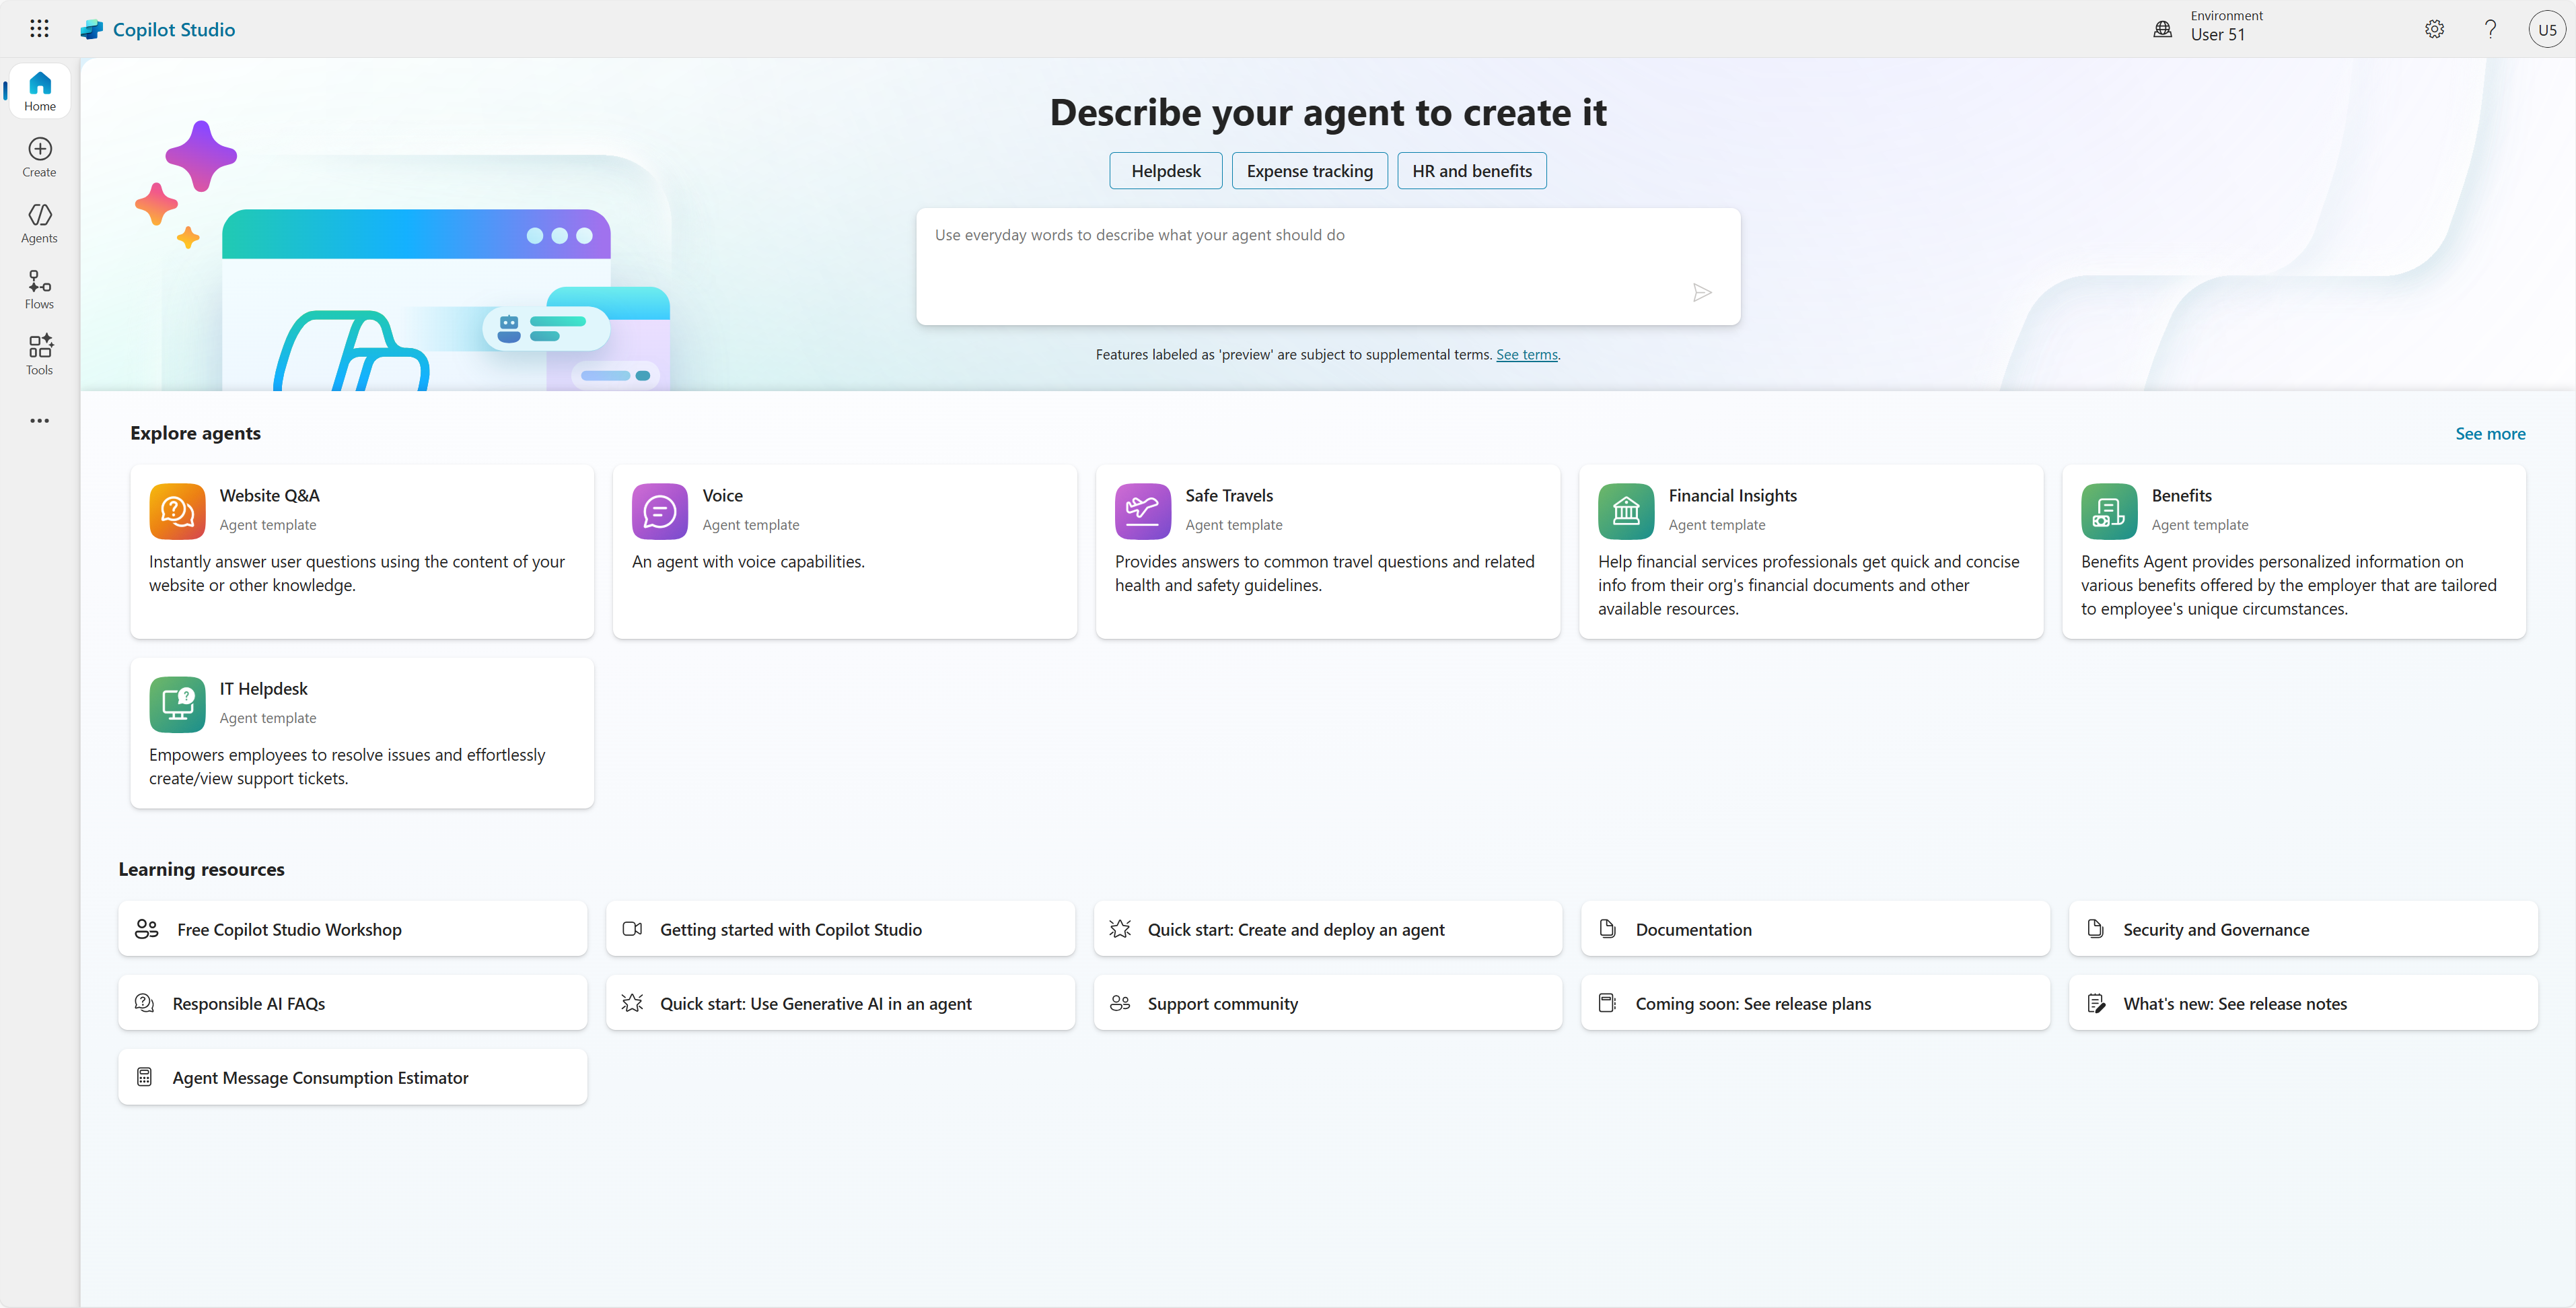 Copilot Studio
Environment
User 51
U5
Home
Create
Agents
Flows
Tools
Describe your agent to create it
Helpdesk
Expense tracking
HR and benefits
Use everyday words to describe what your agent should do
Features labeled as 'preview' are subject to supplemental terms. See terms.
Explore agents
See more
Website Q&A
Agent template
Instantly answer user questions using the content of your
website or other knowledge.
Voice
Agent template
An agent with voice capabilities.
Safe Travels
Agent template
Provides answers to common travel questions and related
health and safety guidelines.
Financial Insights
Agent template
Help financial services professionals get quick and concise
info from their org's financial documents and other
available resources.
Benefits
Agent template
Benefits Agent provides personalized information on
various benefits offered by the employer that are tailored
to employee's unique circumstances.
IT Helpdesk
Agent template
Empowers employees to resolve issues and effortlessly
create/view support tickets.
Learning resources
Free Copilot Studio Workshop
Getting started with Copilot Studio
Quick start: Create and deploy an agent
Documentation
Security and Governance
Responsible AI FAQs
Quick start: Use Generative AI in an agent
Support community
Coming soon: See release plans
What's new: See release notes
Agent Message Consumption Estimator